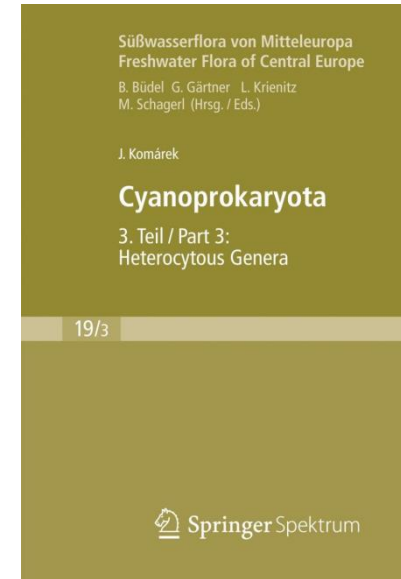 Süßwasserflora von Mitteleuropa
Freshwater Flora of Central Europe
B. Büdel G. Gärtner L. Krienitz
M. Schagerl (Hrsg. / Eds.)
J. Komárek
Cyanoprokaryota
3. Teil / Part 3:
Heterocytous Genera
19/3
Springer Spektrum